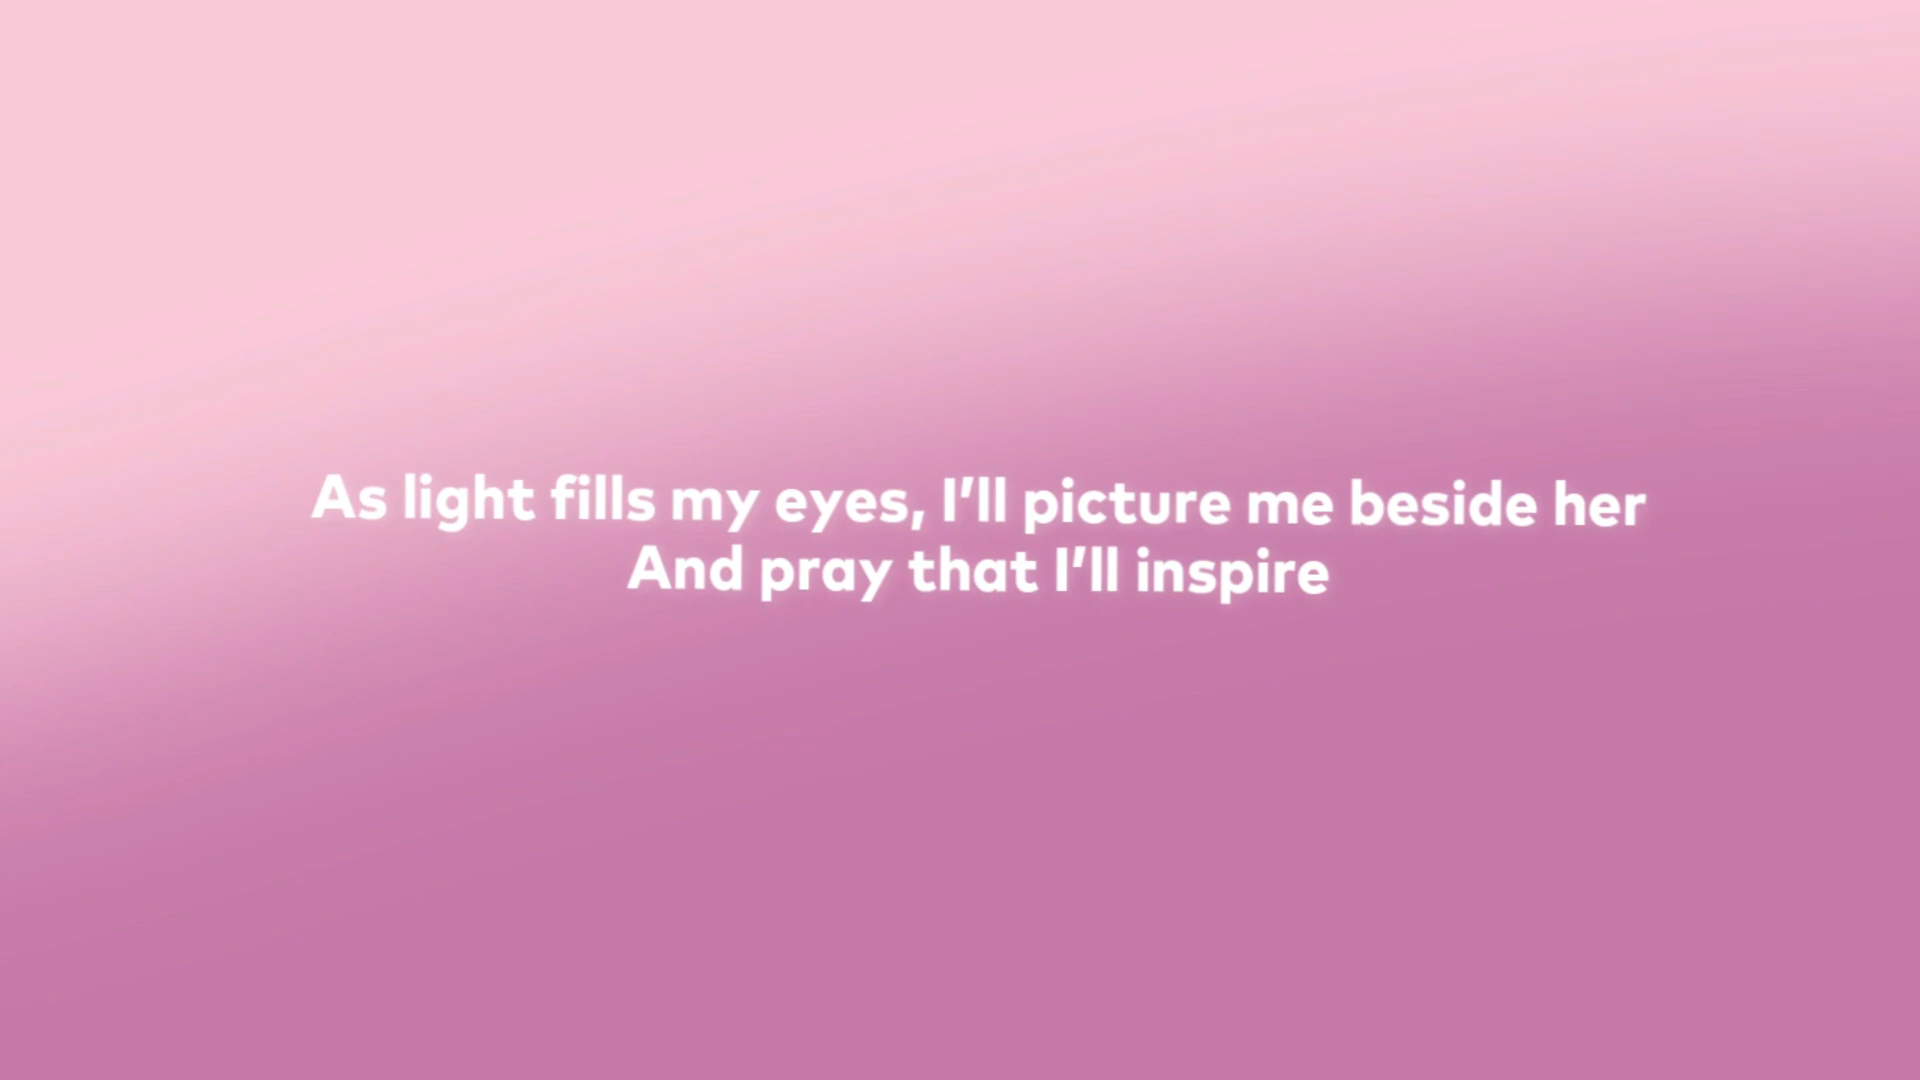 As light fills my eyes, I’ll picture me beside her
And pray that I’ll inspire